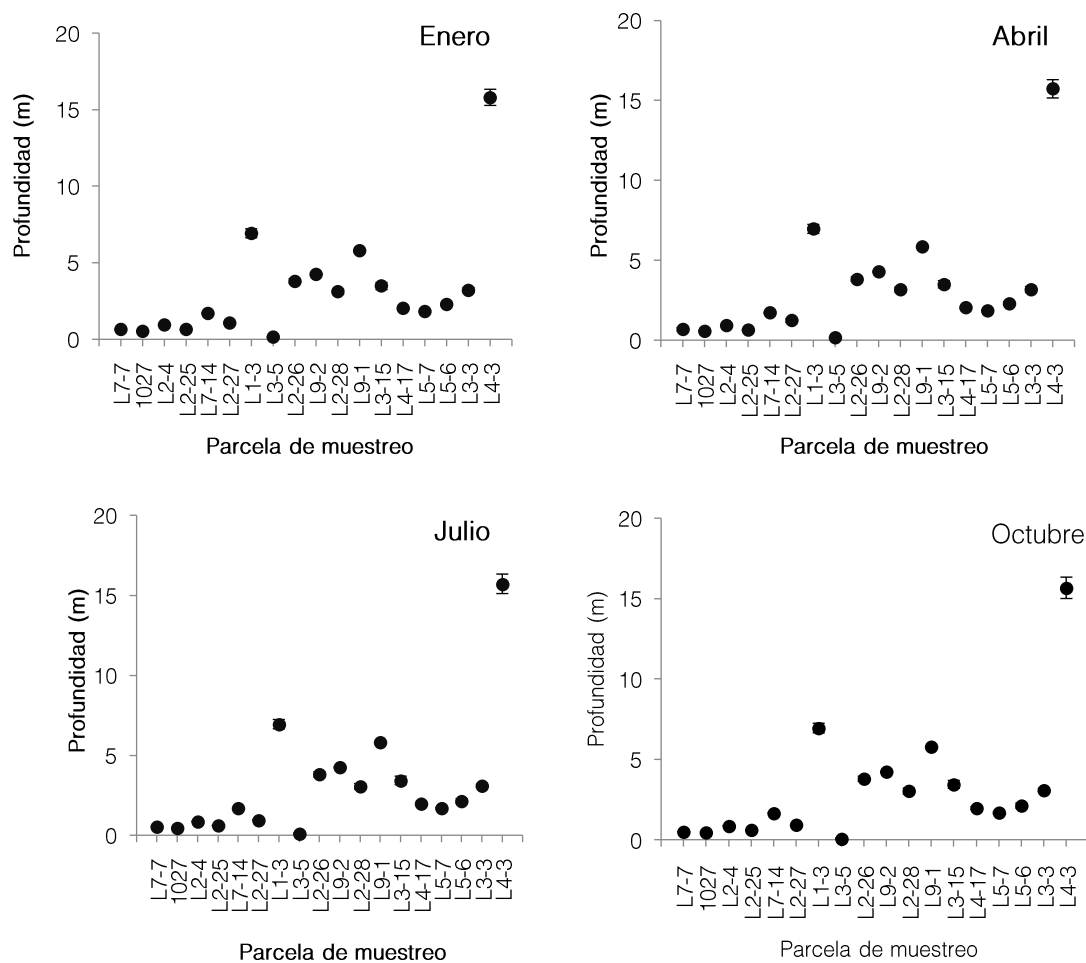 Enero
Profundidad (m)
20
15
10
5
0
L7-7
1027
L2-4
L2-25
L7-14
L2-27
L1-3
L3-5
L2-26
L9-2
L2-28
L9-1
L3-15
L4-17
L5-7
L5-6
L3-3
L4-3
Parcela de muestreo
Abril
Profundidad (m)
20
15
10
5
0
L7-7
1027
L2-4
L2-25
L7-14
L2-27
L1-3
L3-5
L2-26
L9-2
L2-28
L9-1
L3-15
L4-17
L5-7
L5-6
L3-3
L4-3
Parcela de muestreo
Julio
Profundidad (m)
20
15
10
5
0
L7-7
1027
L2-4
L2-25
L7-14
L2-27
L1-3
L3-5
L2-26
L9-2
L2-28
L9-1
L3-15
L4-17
L5-7
L5-6
L3-3
L4-3
Parcela de muestreo
Octubre
Profundidad (m)
20
15
10
5
0
L7-7
1027
L2-4
L2-25
L7-14
L2-27
L1-3
L3-5
L2-26
L9-2
L2-28
L9-1
L3-15
L4-17
L5-7
L5-6
L3-3
L4-3
Parcela de muestreo